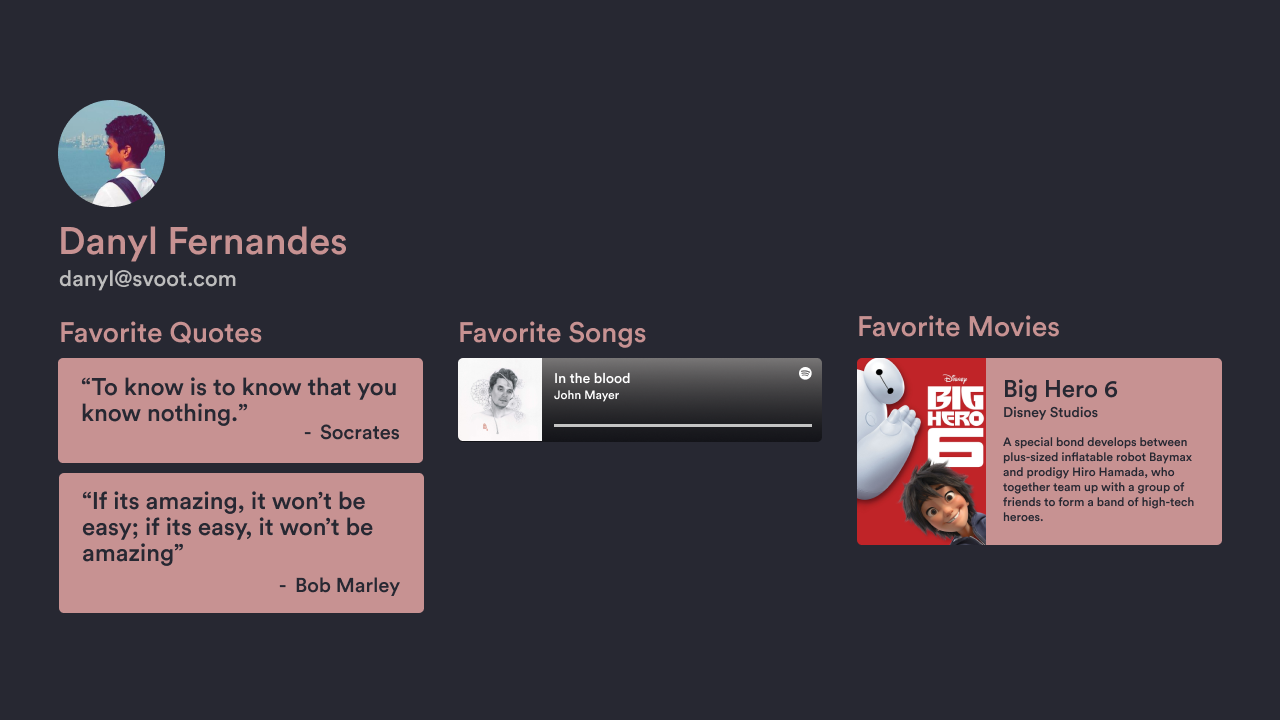 Danyl Fernandes
danyl@svoot.com
Favorite Quotes
“To know is to know that you
know nothing.”
- Socrates
“If its amazing, it won’t be
easy; if its easy, it won’t be
amazing”
- Bob Marley
Favorite Songs
In the blood
John Mayer
Favorite Movies
Disney
BIG
HERO
6
Big Hero 6
Disney Studios
A special bond develops between
plus-sized inflatable robot Baymax
and prodigy Hiro Hamada, who
together team up with a group of
friends to form a band of high-tech
heroes.